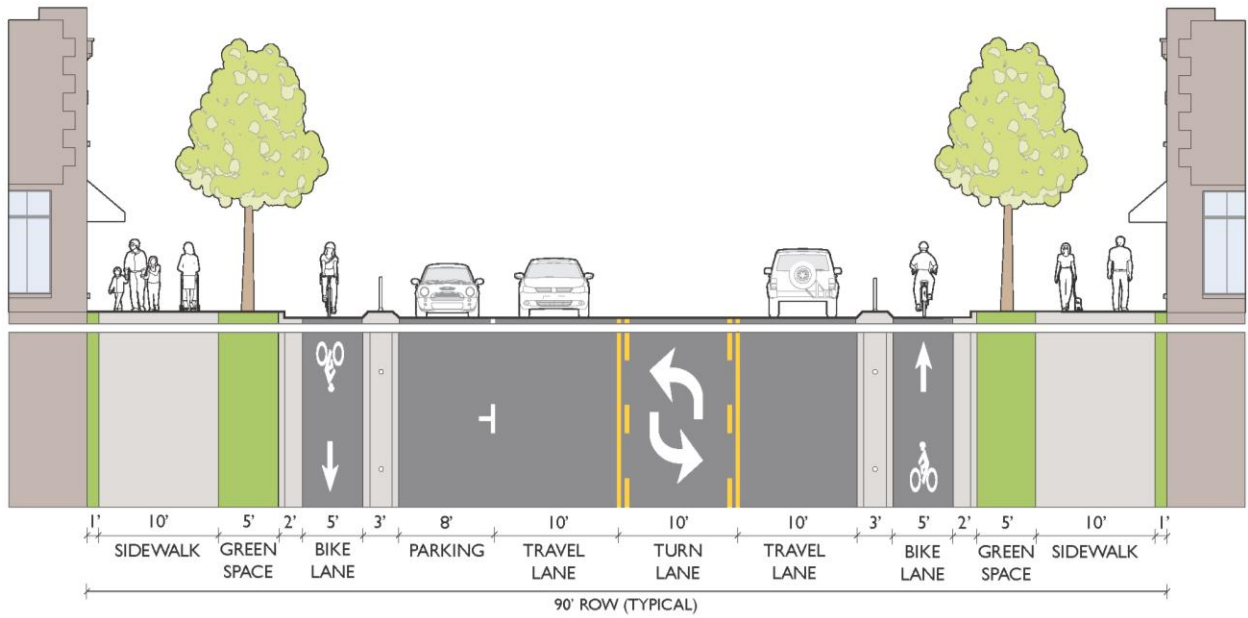 1' 10' 5' 2' 5' 3' 8' 10' 10' 10' 3' 5' 2' 5' 10' 1'
SIDEWALK GREEN BIKE PARKING TRAVEL TURN TRAVEL BIKE GREEN SIDEWALK
SPACE LANE LANE LANE LANE LANE SPACE
90' ROW (TYPICAL)